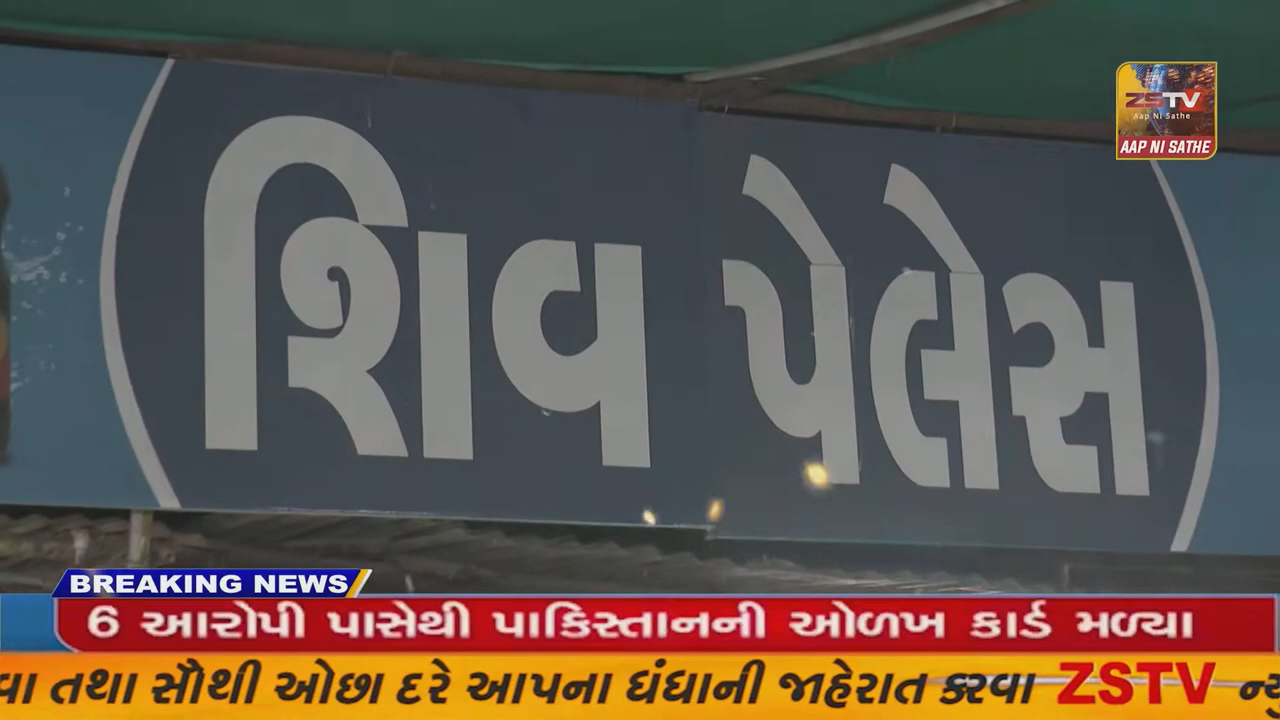 શિવ પેલેસ
ZSTV
Aap Ni Sathe
AAP NI SATHE
BREAKING NEWS
6 આરોપી પાસેથી પાકિસ્તાનની ઓળખ કાર્ડ મળ્યા
તથા સૌથી ઓછા દરે આપના ધંધાની જાહેરાત કરવા ZSTV